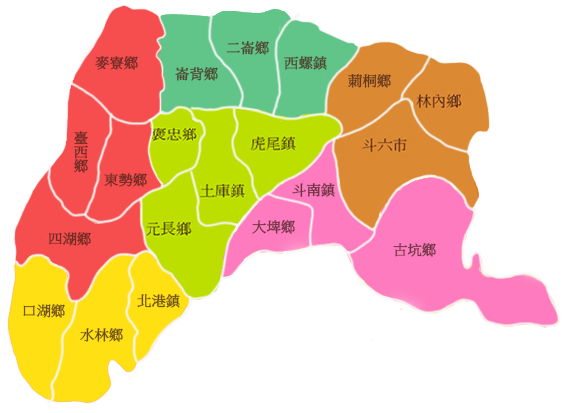 麥寮鄉
崙背鄉
二崙鄉
西螺鎮
莿桐鄉
林內鄉
臺西鄉
東勢鄉
褒忠鄉
虎尾鎮
斗六市
土庫鎮
斗南鎮
四湖鄉
元長鄉
大埤鄉
古坑鄉
口湖鄉
水林鄉
北港鎮